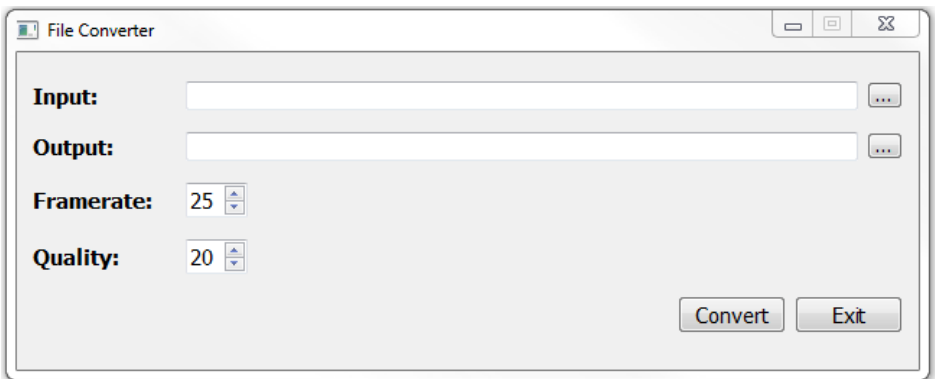 File Converter
Input: ...
Output: ...
Framerate: 25
Quality: 20
Convert Exit